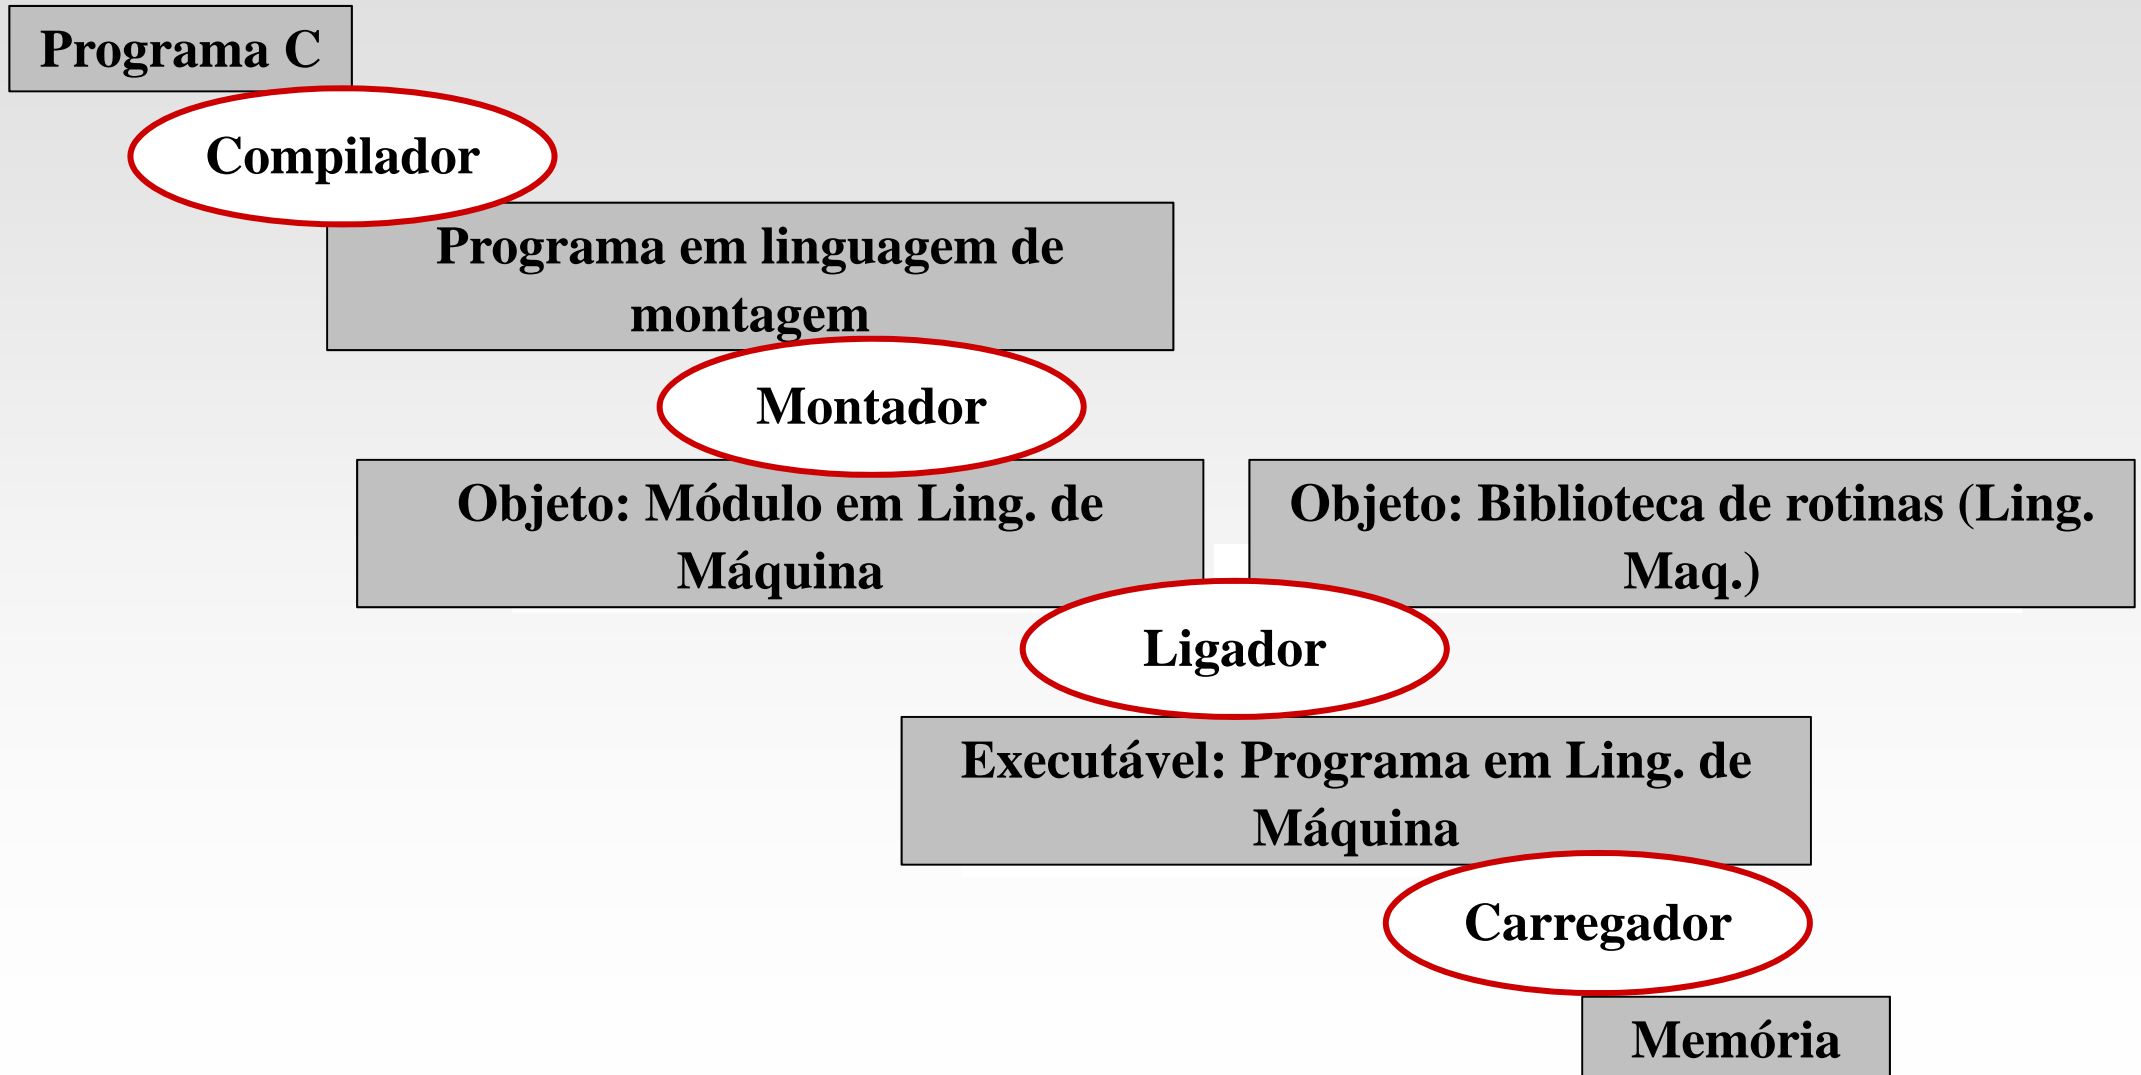 Programa C
Compilador
Programa em linguagem de
montagem
Montador
Objeto: Módulo em Ling. de
Máquina
Objeto: Biblioteca de rotinas (Ling.
Maq.)
Ligador
Executável: Programa em Ling. de
Máquina
Carregador
Memória